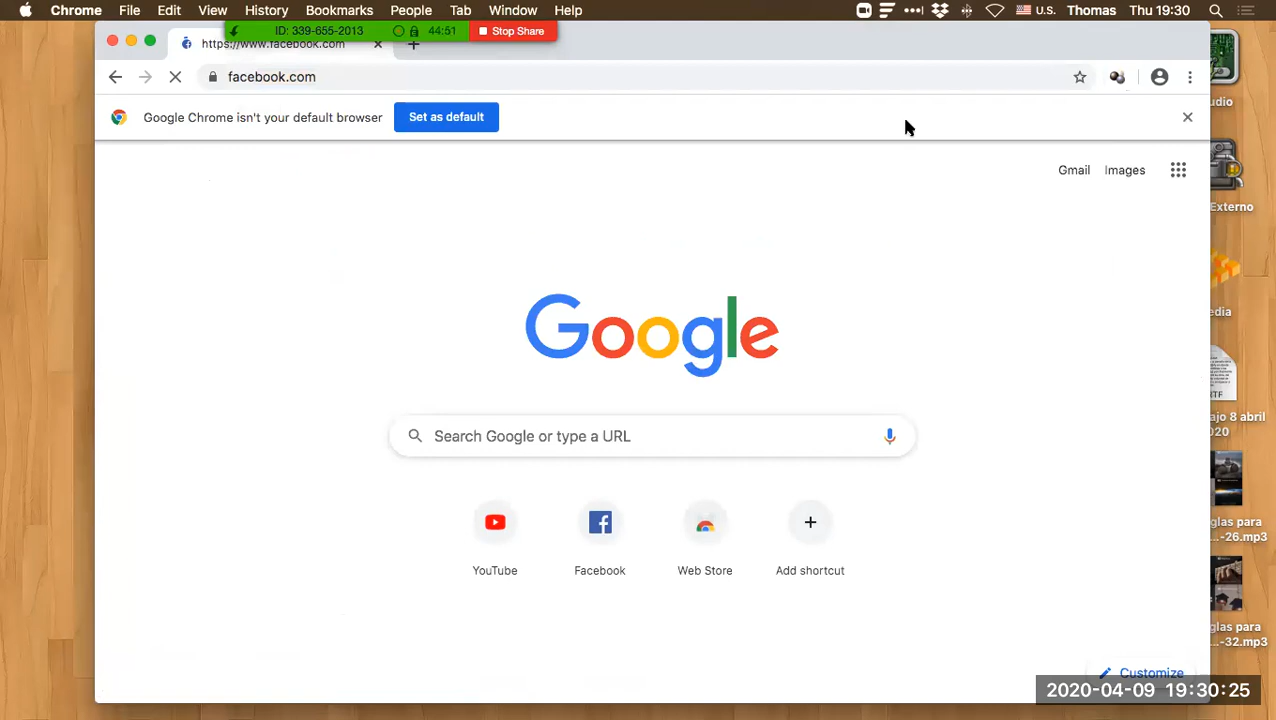 Chrome File Edit View History Bookmarks People Tab Window Help U.S. Thomas Thu 19:30
ID: 339-655-2013 44:51 Stop Share
https://www.facebook.com
facebook.com
Google Chrome isn't your default browser Set as default
Gmail Images
Google
Search Google or type a URL
YouTube Facebook Web Store Add shortcut
Customize
udio
Externo
edia
RTF
ajo 8 abril
020
glas para
...-26.mp3
glas para
...-32.mp3
2020-04-09 19:30:25